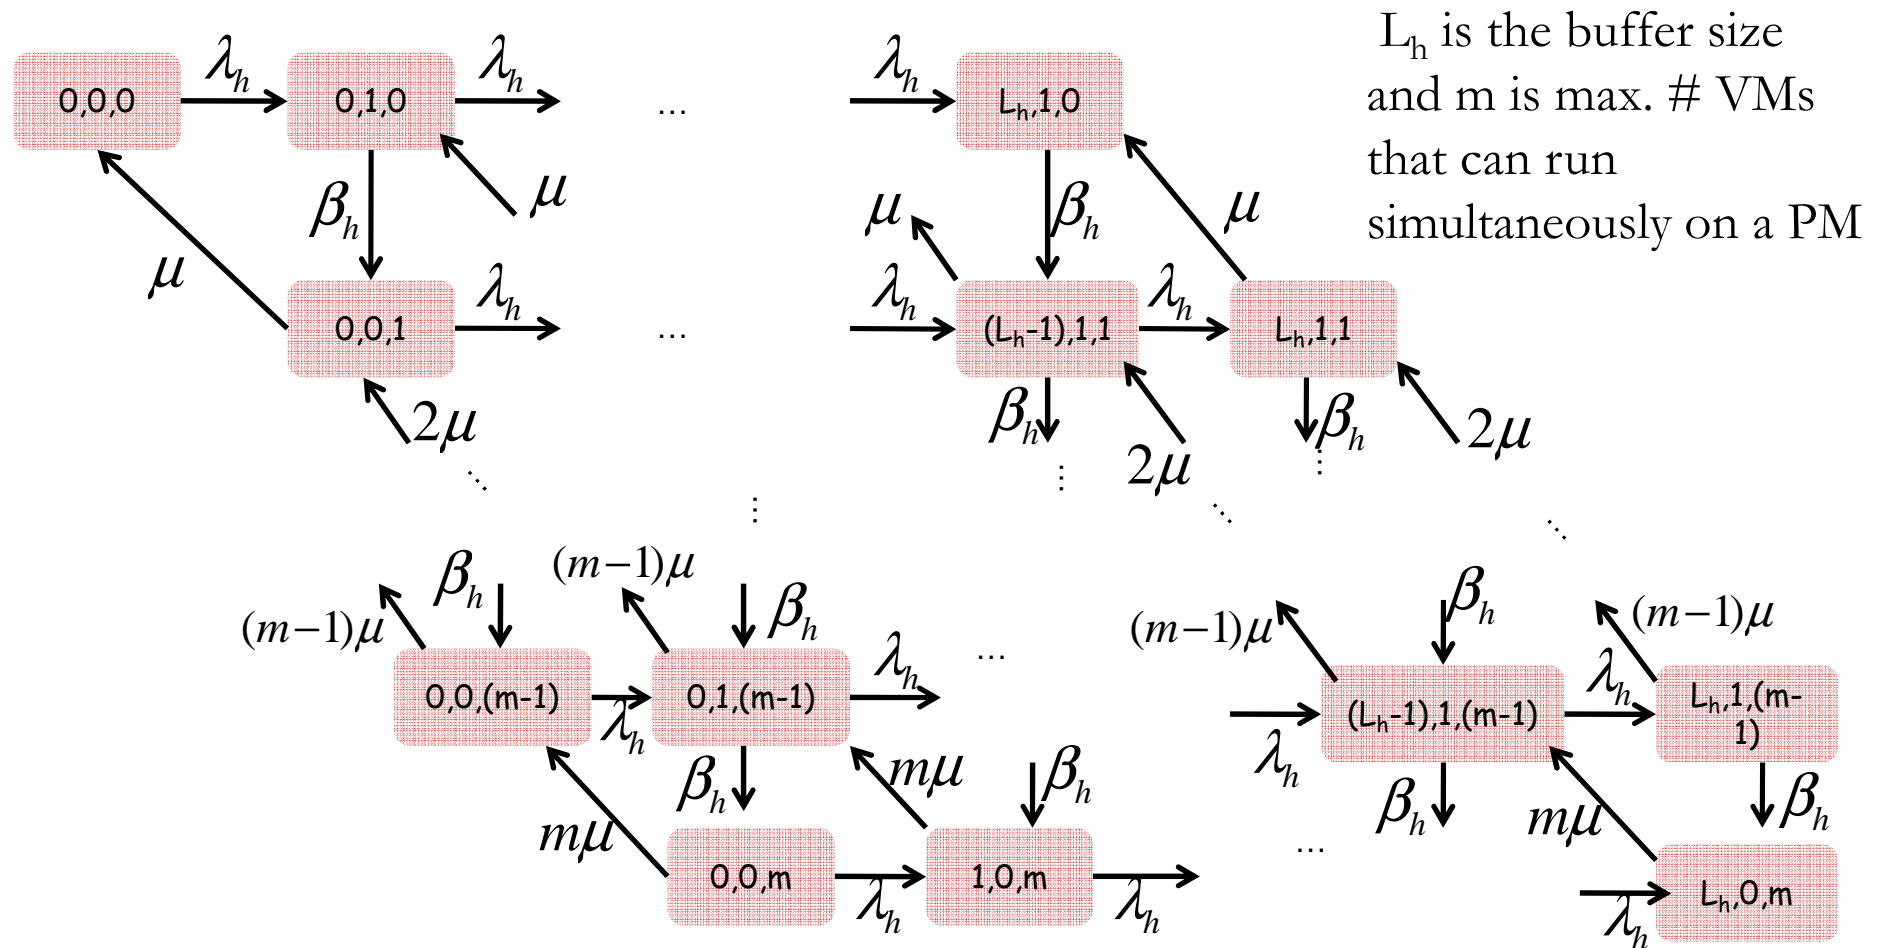 L_h is the buffer size
and m is max. # VMs
that can run
simultaneously on a PM
λ_h
λ_h
λ_h
0,0,0
0,1,0
...
L_h,1,0
β_h
μ
μ
β_h
μ
μ
λ_h
λ_h
λ_h
0,0,1
...
(L_h-1),1,1
L_h,1,1
2μ
β_h
2μ
β_h
2μ
...
...
...
...
...
...
(m−1)μ
β_h
(m−1)μ
β_h
(m−1)μ
β_h
(m−1)μ
0,0,(m-1)
λ_h
0,1,(m-1)
λ_h
...
λ_h
(L_h-1),1,(m-1)
λ_h
L_h,1,(m-
1)
mμ
β_h
mμ
β_h
β_h
mμ
β_h
0,0,m
λ_h
1,0,m
λ_h
...
λ_h
L_h,0,m